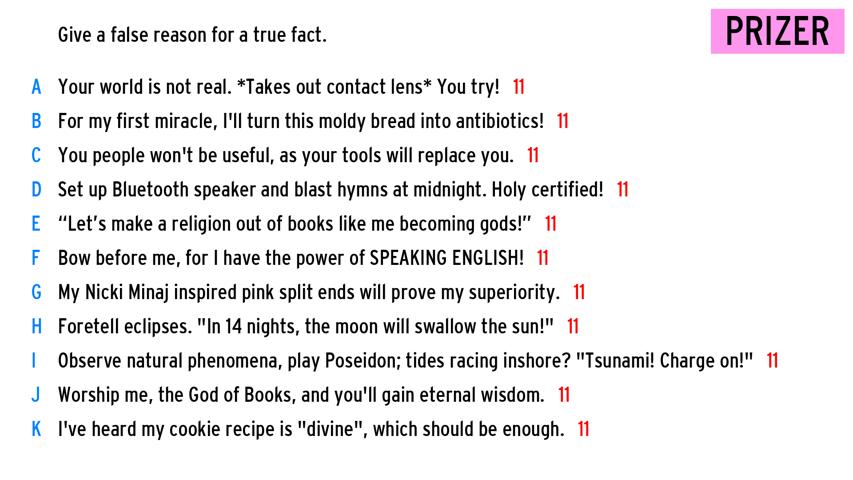 Give a false reason for a true fact.
PRIZER
A Your world is not real. *Takes out contact lens* You try! 11
B For my first miracle, I'll turn this moldy bread into antibiotics! 11
C You people won't be useful, as your tools will replace you. 11
D Set up Bluetooth speaker and blast hymns at midnight. Holy certified! 11
E “Let’s make a religion out of books like me becoming gods!” 11
F Bow before me, for I have the power of SPEAKING ENGLISH! 11
G My Nicki Minaj inspired pink split ends will prove my superiority. 11
H Foretell eclipses. "In 14 nights, the moon will swallow the sun!" 11
I Observe natural phenomena, play Poseidon; tides racing inshore? "Tsunami! Charge on!" 11
J Worship me, the God of Books, and you'll gain eternal wisdom. 11
K I've heard my cookie recipe is "divine", which should be enough. 11